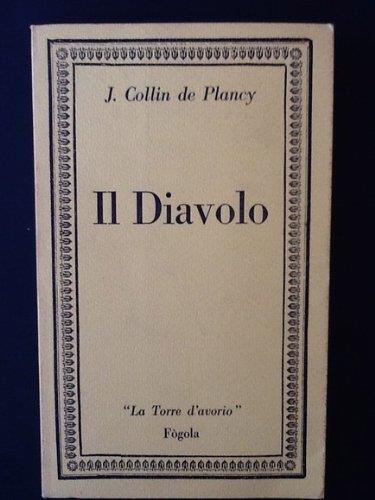 J. Collin de Plancy
Il Diavolo
"La Torre d'avorio"
Fògola